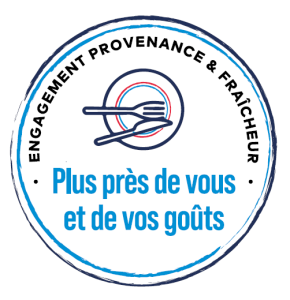 · ENGAGEMENT PROVENANCE & FRAÎCHEUR ·
Plus près de vous
et de vos goûts